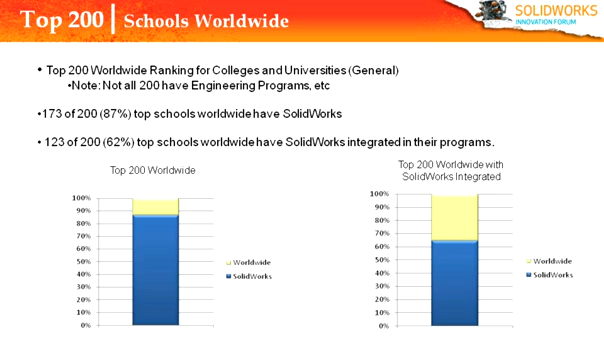 Top 200 | Schools Worldwide
SOLIDWORKS
INNOVATION FORUM
• Top 200 Worldwide Ranking for Colleges and Universities (General)
•Note: Not all 200 have Engineering Programs, etc
•173 of 200 (87%) top schools worldwide have SolidWorks
• 123 of 200 (62%) top schools worldwide have SolidWorks integrated in their programs.
Top 200 Worldwide
100%
90%
80%
70%
60%
50%
40%
30%
20%
10%
0%
Worldwide
SolidWorks
Top 200 Worldwide with
SolidWorks Integrated
100%
90%
80%
70%
60%
50%
40%
30%
20%
10%
0%
Worldwide
SolidWorks